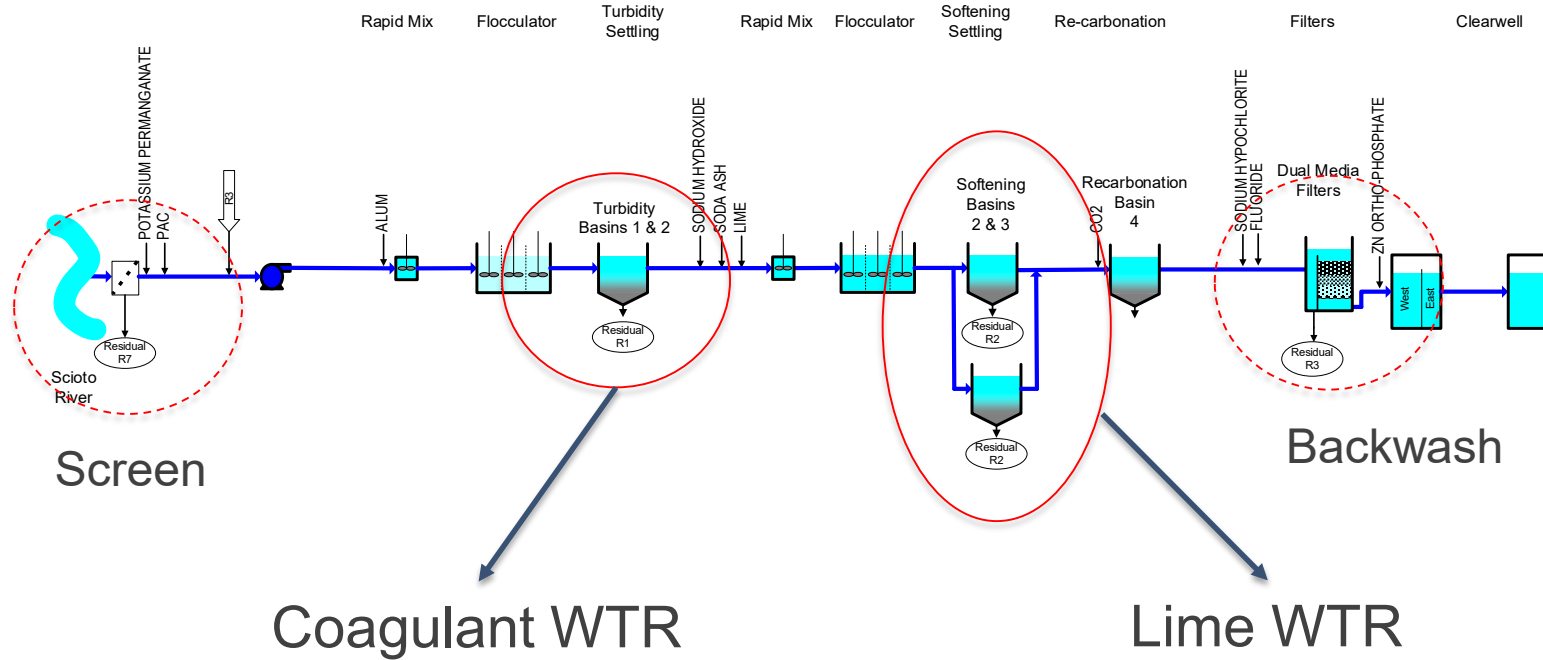 Rapid Mix
Flocculator
Turbidity
Settling
Rapid Mix
Flocculator
Softening
Settling
Re-carbonation
Filters
Clearwell
POTASSIUM PERMANGANATE
PAC
R3
ALUM
Turbidity
Basins 1 & 2
SODIUM HYDROXIDE
SODA ASH
LIME
Softening
Basins
2 & 3
CO2
Recarbonation
Basin
4
SODIUM HYPOCHLORITE
FLUORIDE
Dual Media
Filters
ZN ORTHO-PHOSPHATE
West
East
Residual
R7
Residual
R1
Residual
R2
Residual
R2
Residual
R3
Scioto
River
Screen
Backwash
Coagulant WTR
Lime WTR